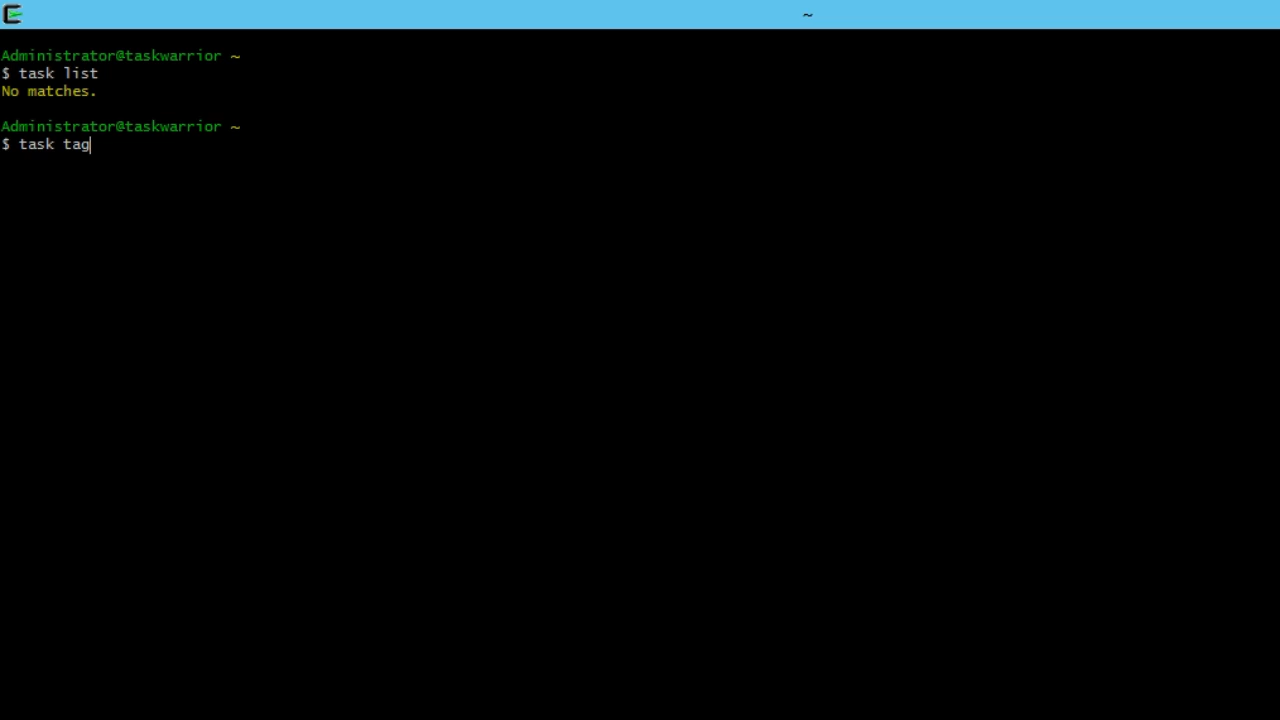 ~
Administrator@taskwarrior ~
$ task list
No matches.
Administrator@taskwarrior ~
$ task tag